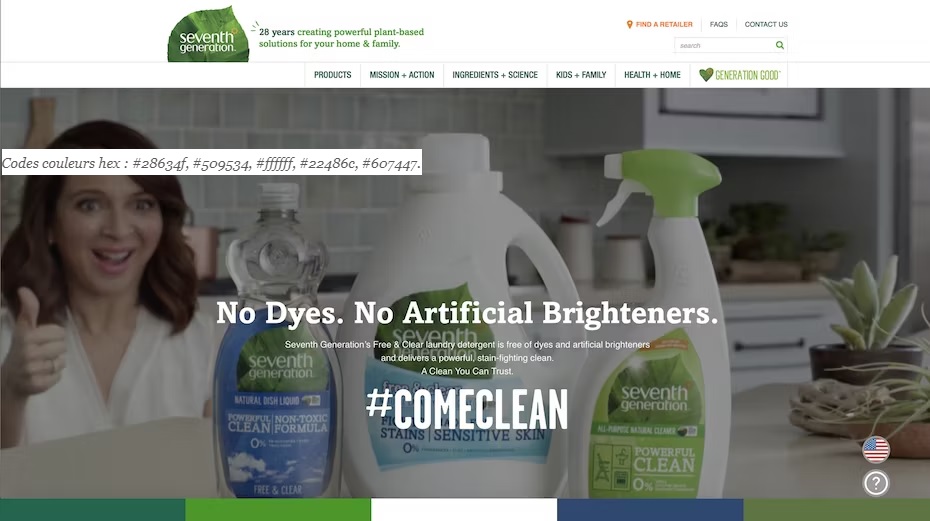 seventh
generation.
28 years creating powerful plant-based
solutions for your home & family.
FIND A RETAILER
FAQS
CONTACT US
search
PRODUCTS
MISSION + ACTION
INGREDIENTS + SCIENCE
KIDS + FAMILY
HEALTH + HOME
GENERATION GOOD
Codes couleurs hex : #28634f, #509534, #ffffff, #22486c, #607447.
No Dyes. No Artificial Brighteners.
Seventh Generation's Free & Clear laundry detergent is free of dyes and artificial brighteners
and delivers a powerful, stain-fighting clean.
A Clean You Can Trust.
#COMECLEAN
seventh
generation.
NATURAL DISH LIQUID
POWERFUL CLEAN
NON-TOXIC FORMULA
0%
FREE & CLEAR
seventh
generation
free & clear
STAINS
SENSITIVE SKIN
0%
seventh
generation.
ALL-PURPOSE NATURAL CLEANER
POWERFUL
CLEAN
0%
?